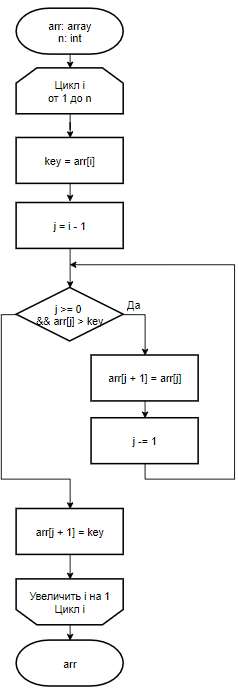 arr: array
n: int
Цикл i
от 1 до n
key = arr[i]
j = i - 1
j >= 0
&& arr[j] > key
Да
arr[j + 1] = arr[j]
j -= 1
arr[j + 1] = key
Увеличить i на 1
Цикл i
arr